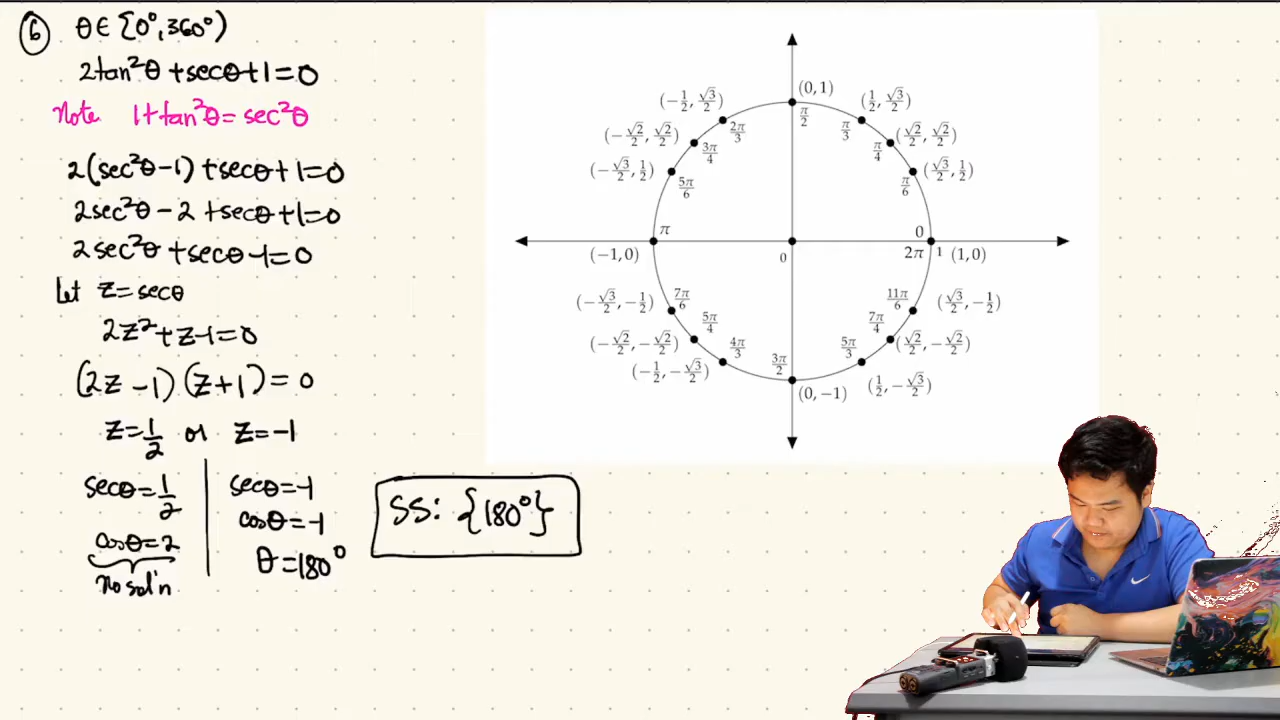 6 θ∈{0°,360°)
2tan²θ+secθ+1=0
Note 1+tan²θ=sec²θ
2(sec²θ-1)+secθ+1=0
2sec²θ-2+secθ+1=0
2sec²θ+secθ-1=0
let z=secθ
2z²+z-1=0
(2z-1)(z+1)=0
z=1/2 or z=-1
secθ=1/2
cosθ=2
no sol'n
secθ=-1
cosθ=-1
θ=180°
SS: {180°}
(0, 1)
π/2
(-1/2, √3/2)
2π/3
(-√2/2, √2/2)
3π/4
(-√3/2, 1/2)
5π/6
(1/2, √3/2)
π/3
(√2/2, √2/2)
π/4
(√3/2, 1/2)
π/6
π
(-1, 0)
0
0
2π
1
(1, 0)
(-√3/2, -1/2)
7π/6
(-√2/2, -√2/2)
5π/4
(-1/2, -√3/2)
4π/3
3π/2
(0, -1)
11π/6
(√3/2, -1/2)
7π/4
(√2/2, -√2/2)
5π/3
(1/2, -√3/2)